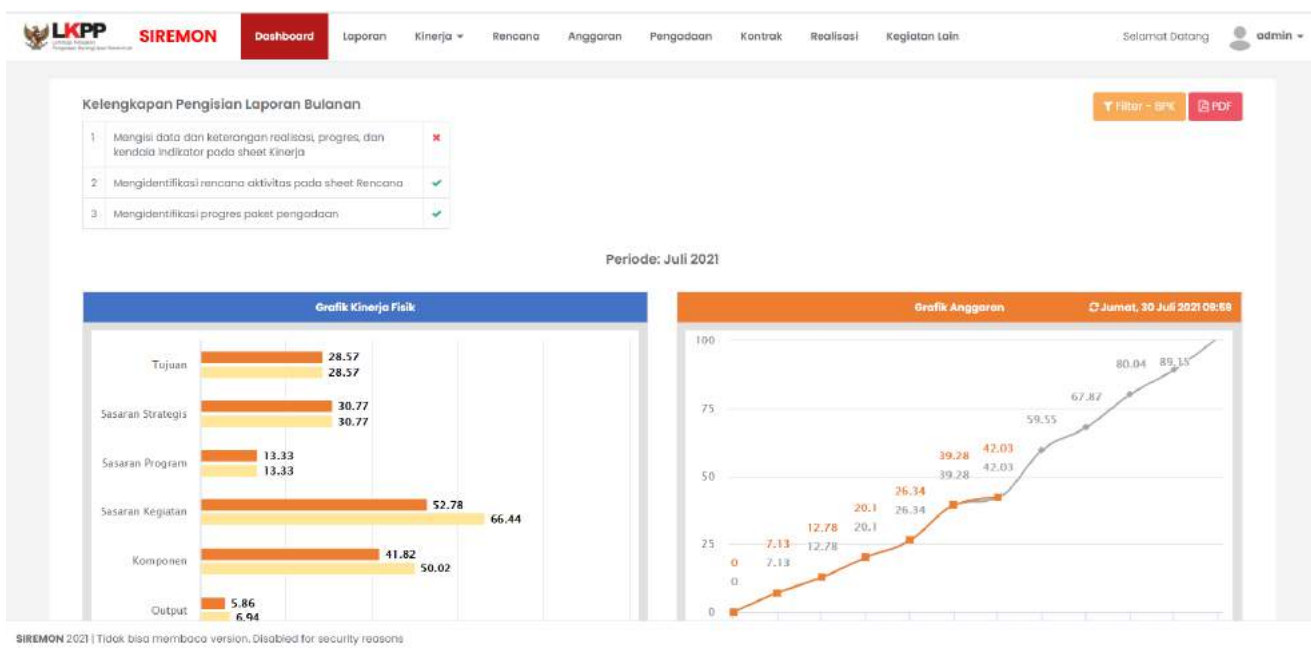 LKPP
SIREMON
Dashboard
Laporan
Kinerja
Rencana
Anggaran
Pengadaan
Kontrak
Realisasi
Kegiatan Lain
Selamat Datang
admin
Kelengkapan Pengisian Laporan Bulanan
Filter - BPK
PDF
1 Mengisi data dan keterangan realisasi, progres, dan
kendala indikator pada sheet Kinerja
2 Mengidentifikasi rencana aktivitas pada sheet Rencana
3 Mengidentifikasi progres paket pengadaan
Periode: Juli 2021
Grafik Kinerja Fisik
Tujuan
28.57
28.57
Sasaran Strategis
30.77
30.77
Sasaran Program
13.33
13.33
Sasaran Kegiatan
52.78
66.44
Komponen
41.82
50.02
Output
5.86
6.94
Grafik Anggaran
Jumat, 30 Juli 2021 09:59
100
75
50
25
0
0
0
7.13
7.13
12.78
12.78
20.1
20.1
26.34
26.34
39.28
39.28
42.03
42.03
59.55
67.87
80.04
89.15
SIREMON 2021 | Tidak bisa membaca version. Disabled for security reasons